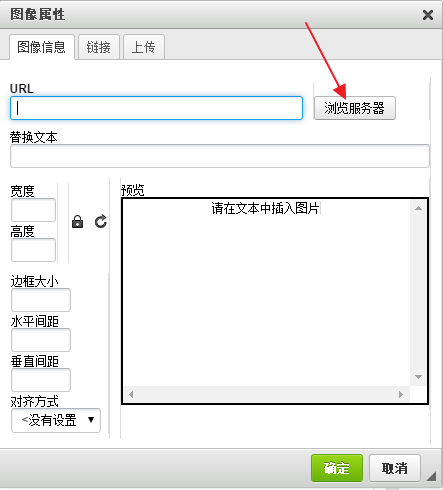 图像属性
图像信息 链接 上传
URL
浏览服务器
替换文本
宽度
高度
预览
请在文本中插入图片
边框大小
水平间距
垂直间距
对齐方式
<没有设置
确定 取消